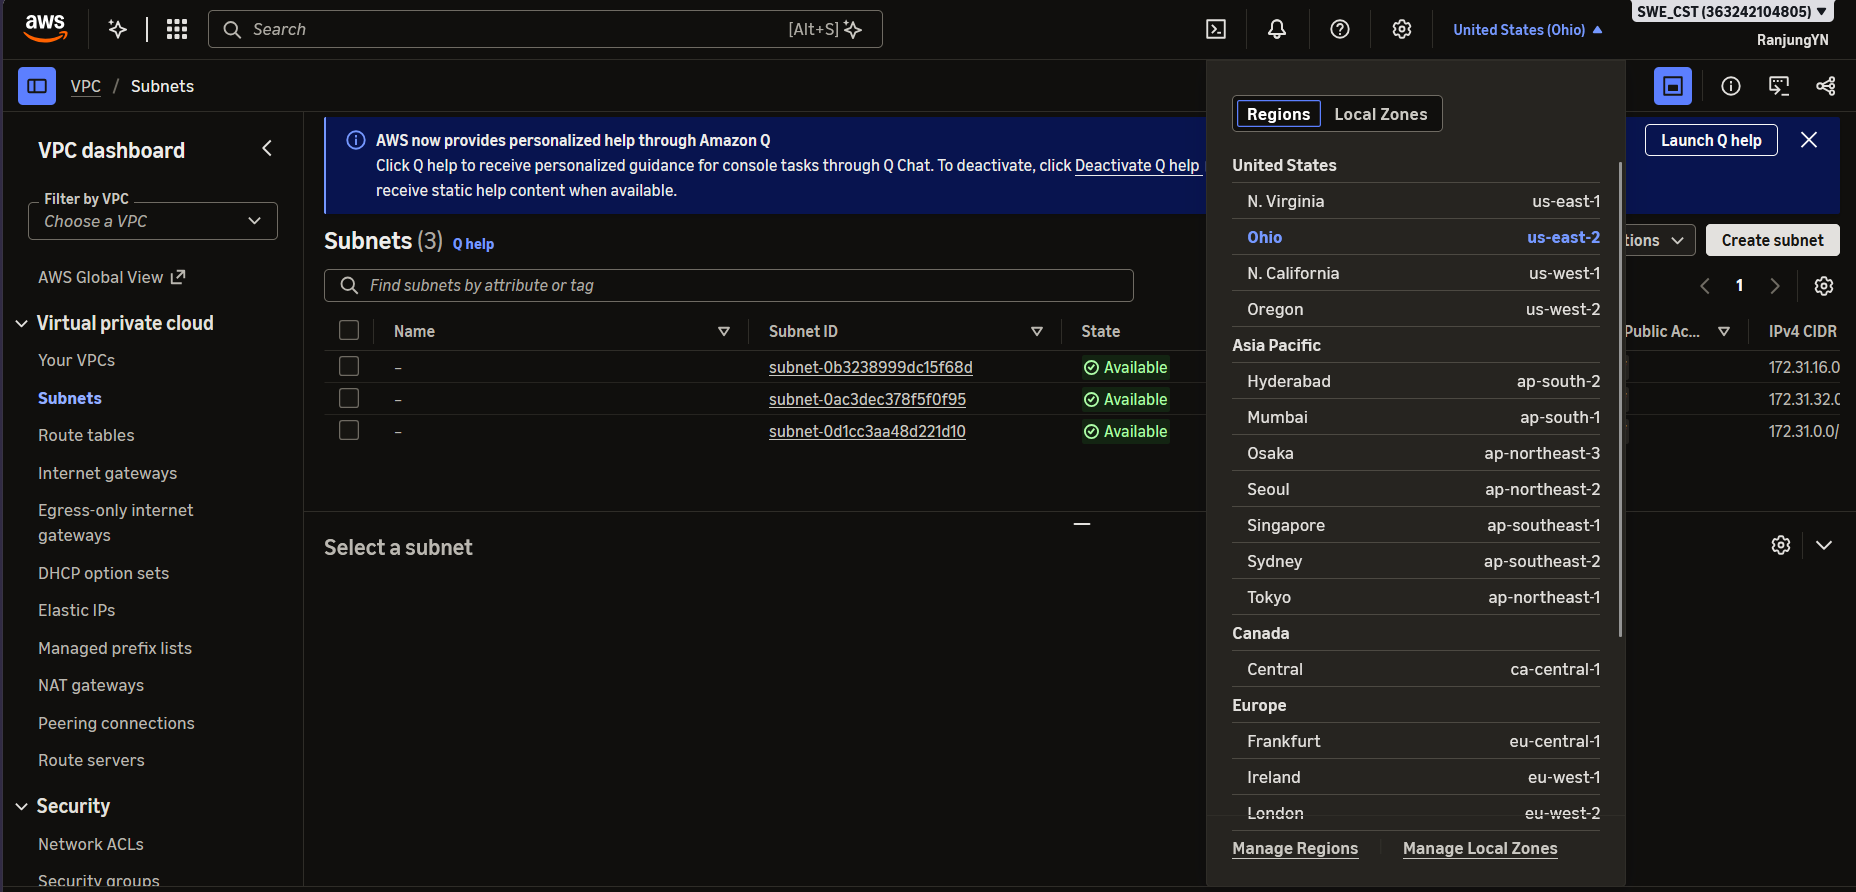 aws
Search
[Alt+S]
United States (Ohio)
SWE_CST (363242104805)
RanjungYN
VPC / Subnets
VPC dashboard
Filter by VPC
Choose a VPC
AWS Global View
Virtual private cloud
Your VPCs
Subnets
Route tables
Internet gateways
Egress-only internet
gateways
DHCP option sets
Elastic IPs
Managed prefix lists
NAT gateways
Peering connections
Route servers
Security
Network ACLs
Security groups
AWS now provides personalized help through Amazon Q
Click Q help to receive personalized guidance for console tasks through Q Chat. To deactivate, click Deactivate Q help
receive static help content when available.
Launch Q help
Subnets (3) Q help
tions
Create subnet
Find subnets by attribute or tag
1
Name Subnet ID State Public Ac... IPv4 CIDR
– subnet-0b3238999dc15f68d Available 172.31.16.0
– subnet-0ac3dec378f5f0f95 Available 172.31.32.0
– subnet-0d1cc3aa48d221d10 Available 172.31.0.0/
Select a subnet
Regions Local Zones
United States
N. Virginia us-east-1
Ohio us-east-2
N. California us-west-1
Oregon us-west-2
Asia Pacific
Hyderabad ap-south-2
Mumbai ap-south-1
Osaka ap-northeast-3
Seoul ap-northeast-2
Singapore ap-southeast-1
Sydney ap-southeast-2
Tokyo ap-northeast-1
Canada
Central ca-central-1
Europe
Frankfurt eu-central-1
Ireland eu-west-1
London eu-west-2
Manage Regions Manage Local Zones